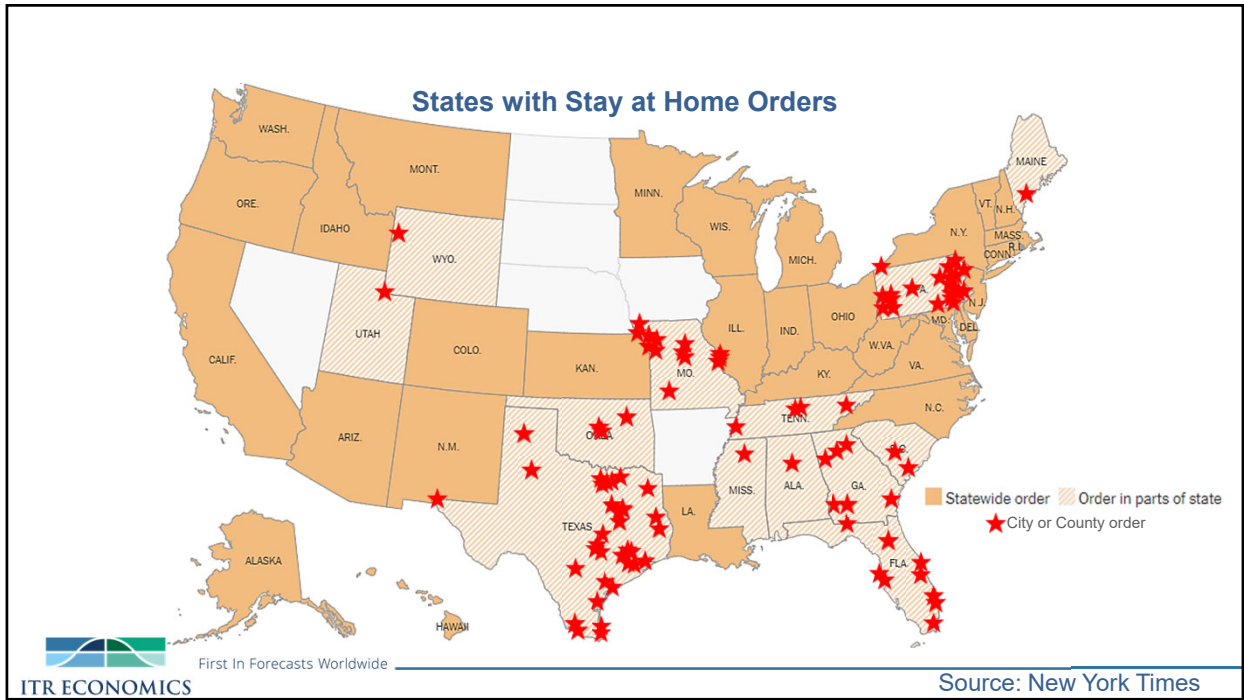 States with Stay at Home Orders
WASH.
MONT.
ORE.
IDAHO
WYO.
MINN.
WIS.
MICH.
MAINE
VT.
N.H.
N.Y.
MASS.
R.I.
CONN.
N.J.
UTAH
COLO.
CALIF.
KAN.
MO.
ILL.
IND.
OHIO
W.VA.
VA.
KY.
MD.
DEL.
N.C.
ARIZ.
N.M.
TENN.
TEXAS
LA.
MISS.
ALA.
GA.
FLA.
ALASKA
HAWAII
Statewide order
Order in parts of state
City or County order
ITR ECONOMICS
First In Forecasts Worldwide
Source: New York Times